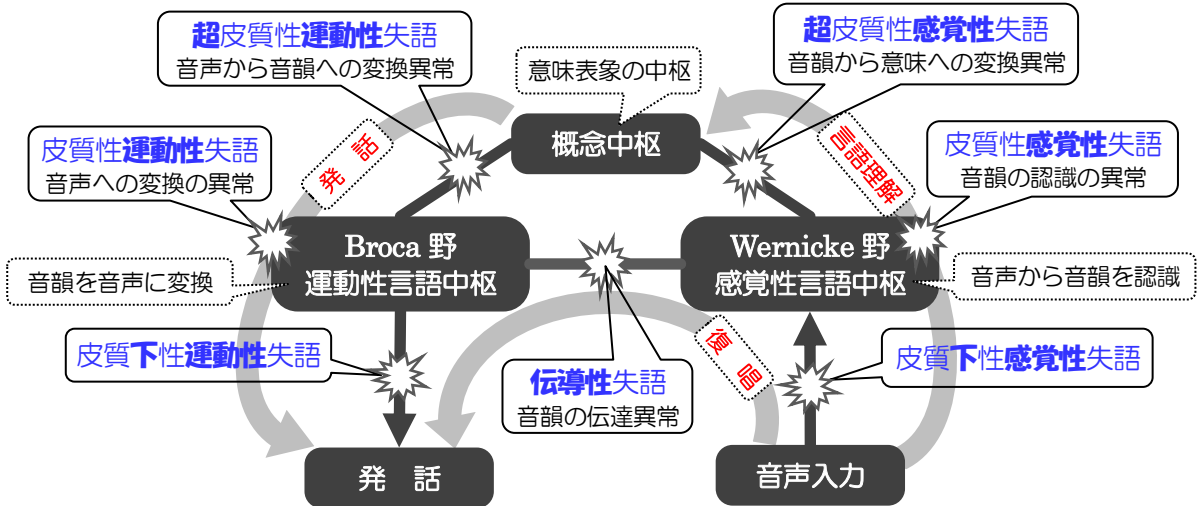 超皮質性運動性失語
音声から音韻への変換異常
意味表象の中枢
超皮質性感覚性失語
音韻から意味への変換異常
概念中枢
皮質性運動性失語
音声への変換の異常
発 話
言語理解
皮質性感覚性失語
音韻の認識の異常
Broca 野
運動性言語中枢
Wernicke 野
感覚性言語中枢
音韻を音声に変換
音声から音韻を認識
皮質下性運動性失語
伝導性失語
音韻の伝達異常
復 唱
皮質下性感覚性失語
発 話
音声入力